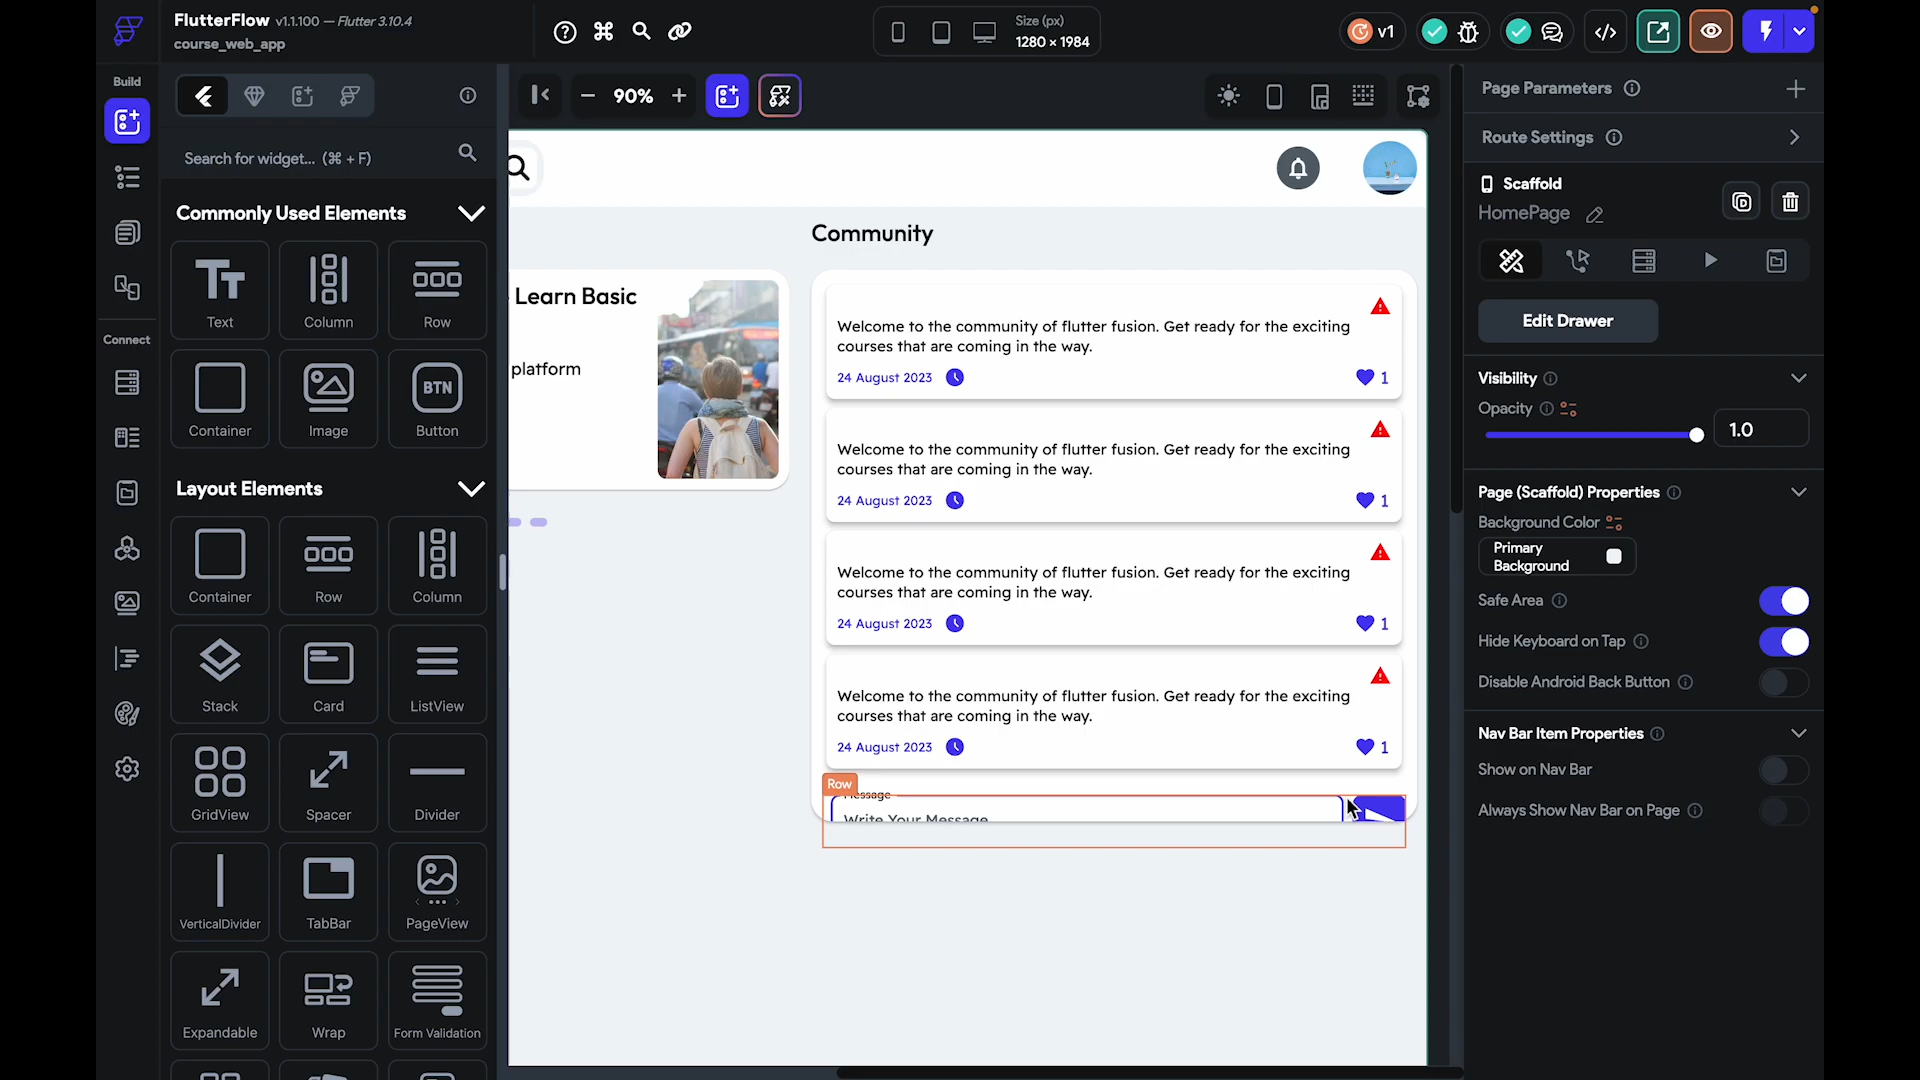 FlutterFlow v1.1.100 — Flutter 3.10.4
course_web_app
Size (px)
1280 × 1984
v1
Build
90%
Search for widget... (⌘ + F)
Commonly Used Elements
Text
Column
Row
Container
Image
BTN
Button
Layout Elements
Container
Row
Column
Stack
Card
ListView
GridView
Spacer
Divider
VerticalDivider
TabBar
PageView
Expandable
Wrap
Form Validation
Connect
Learn Basic
platform
Community
Welcome to the community of flutter fusion. Get ready for the exciting
courses that are coming in the way.
24 August 2023
1
Welcome to the community of flutter fusion. Get ready for the exciting
courses that are coming in the way.
24 August 2023
1
Welcome to the community of flutter fusion. Get ready for the exciting
courses that are coming in the way.
24 August 2023
1
Welcome to the community of flutter fusion. Get ready for the exciting
courses that are coming in the way.
24 August 2023
1
Row
Message
Write Your Message
Page Parameters
Route Settings
Scaffold
HomePage
Edit Drawer
Visibility
Opacity
1.0
Page (Scaffold) Properties
Background Color
Primary
Background
Safe Area
Hide Keyboard on Tap
Disable Android Back Button
Nav Bar Item Properties
Show on Nav Bar
Always Show Nav Bar on Page